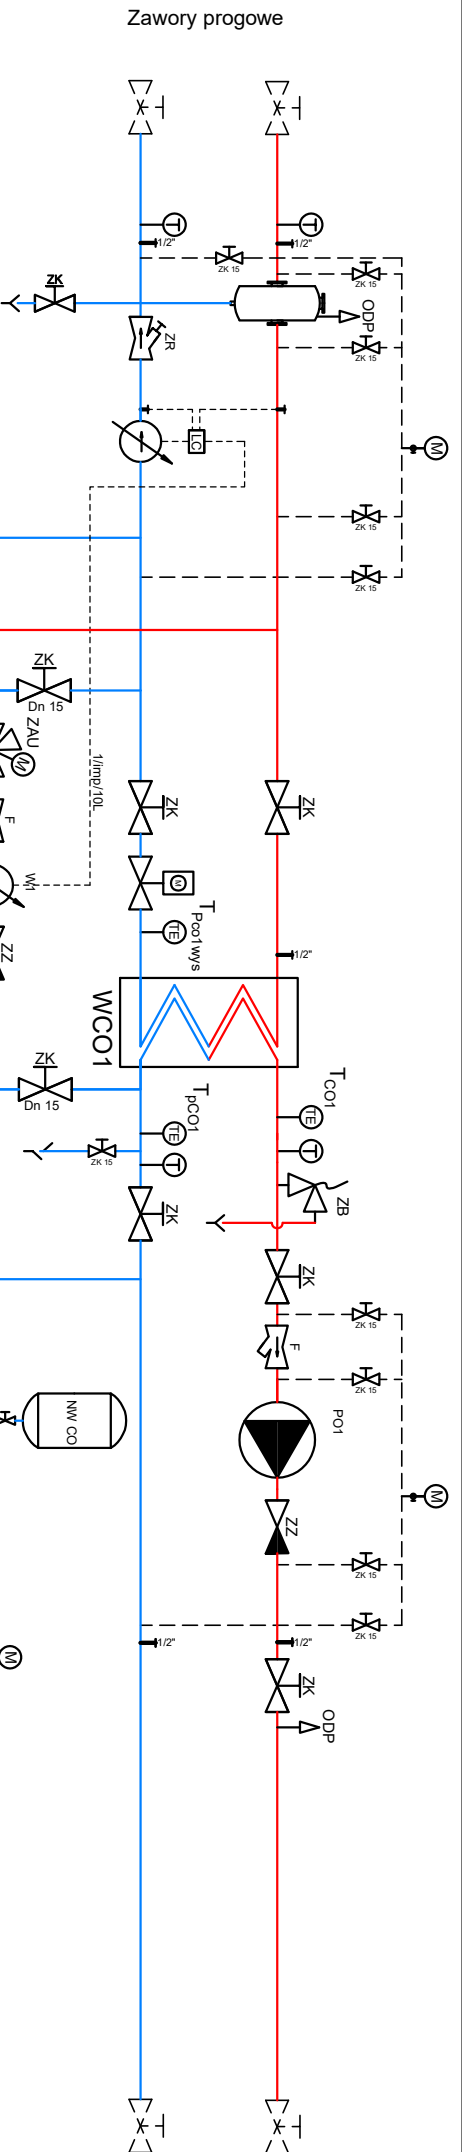 Zawory progowe
T
T
1/2"
1/2"
ZK 15
ZK 15
ZK
ODP
ZR
ZK 15
LC
M
ZK 15
ZK 15
ZK
Dn 15
ZAU
M
1/imp/10L
F
ZK
ZK
W1
M
ZZ
T
Pco1wys
TE
1/2"
WCO1
ZK
Dn 15
T
pCO1
T
CO1
TE
TE
T
T
ZK 15
ZK
ZB
ZK
ZK 15
F
ZK 15
NW CO
PO1
M
ZZ
ZK 15
ZK 15
1/2"
1/2"
M
ZK
ODP